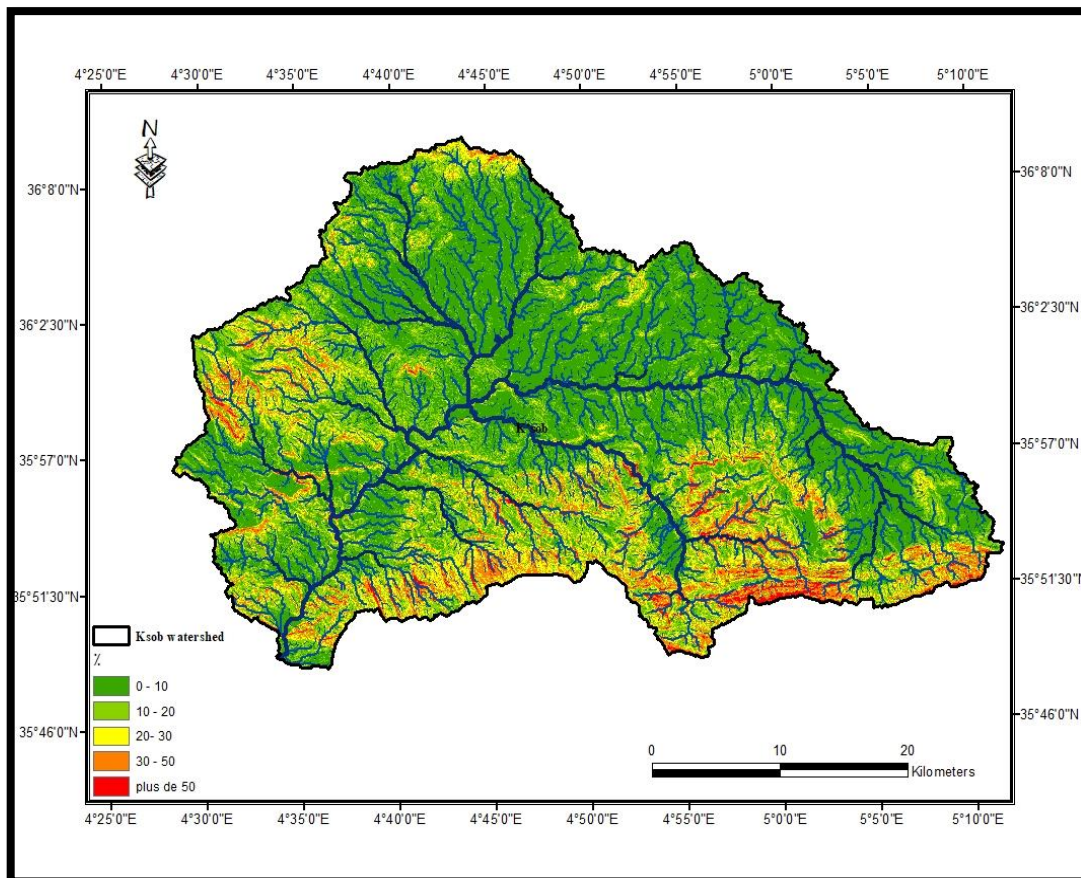 4°25'0"E 4°30'0"E 4°35'0"E 4°40'0"E 4°45'0"E 4°50'0"E 4°55'0"E 5°0'0"E 5°5'0"E 5°10'0"E
N
36°8'0"N 36°8'0"N
36°2'30"N 36°2'30"N
Ksob
35°57'0"N 35°57'0"N
35°51'30"N 35°51'30"N
Ksob watershed
%
0 - 10
10 - 20
20- 30
30 - 50
plus de 50
35°46'0"N 35°46'0"N
0 10 20
Kilometers
4°25'0"E 4°30'0"E 4°35'0"E 4°40'0"E 4°45'0"E 4°50'0"E 4°55'0"E 5°0'0"E 5°5'0"E 5°10'0"E